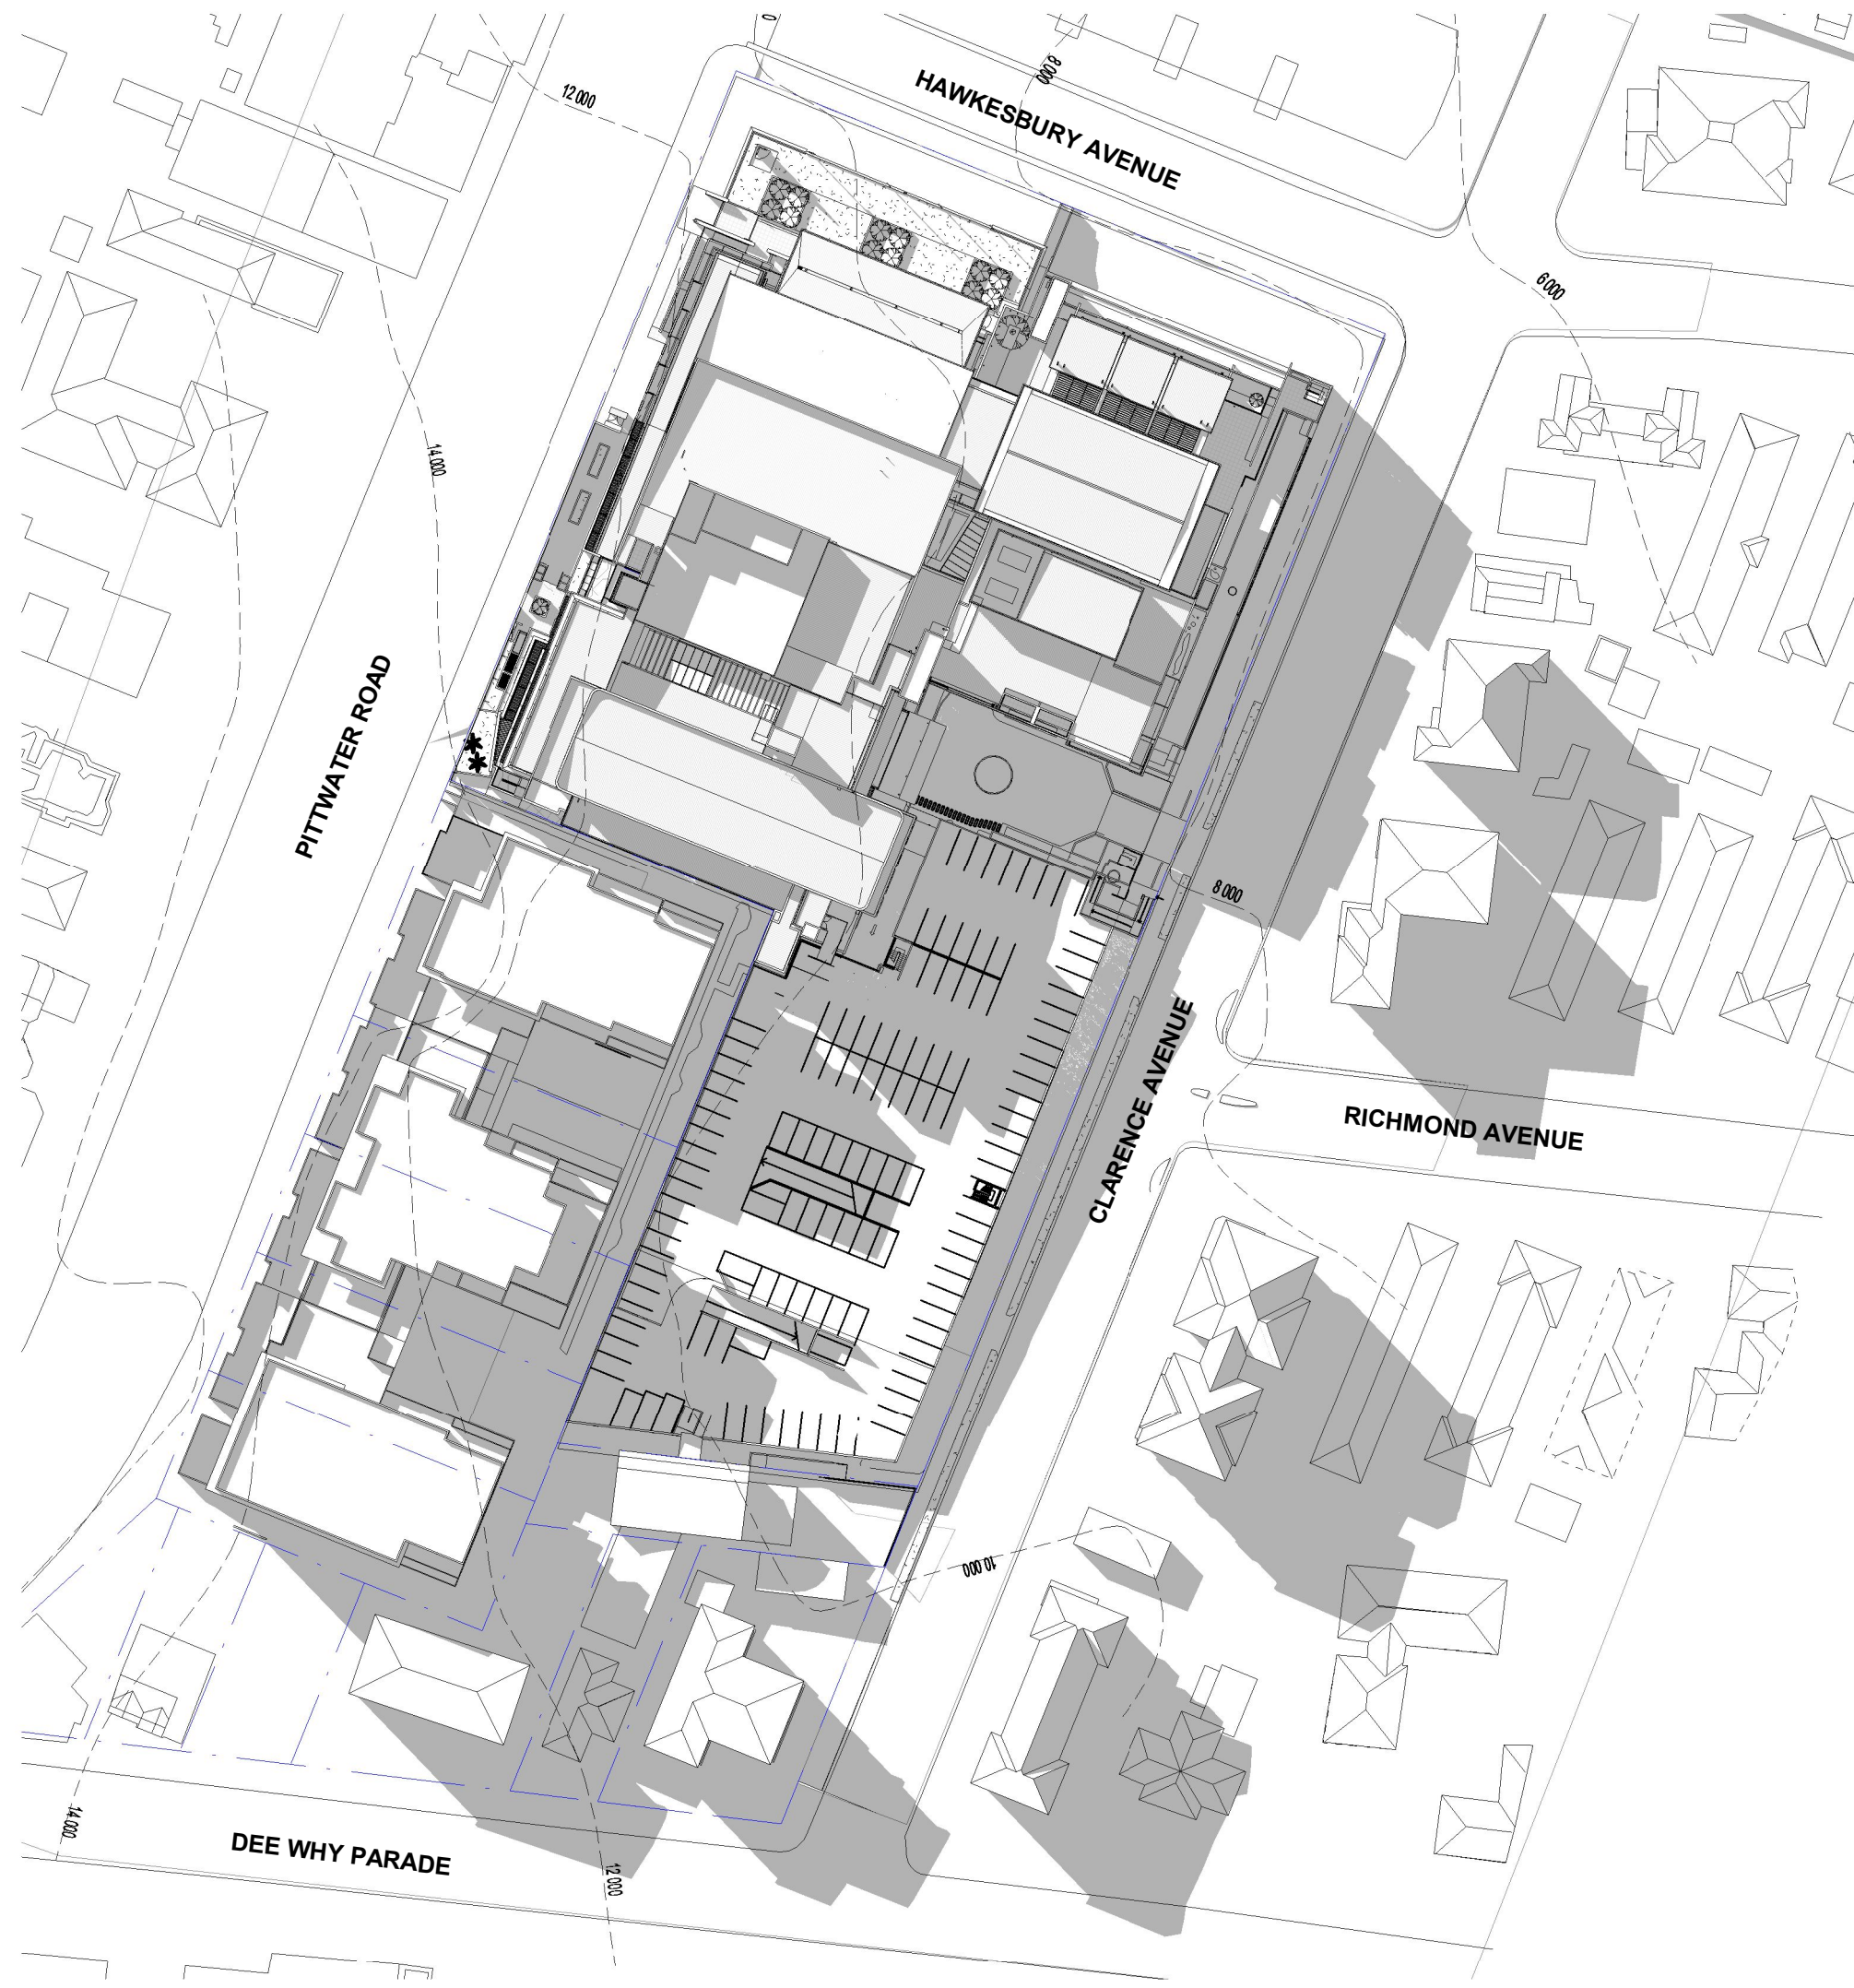 HAWKESBURY AVENUE
8 000
12 000
6 000
14 000
PITTWATER ROAD
8 000
CLARENCE AVENUE
RICHMOND AVENUE
10 000
14.000
DEE WHY PARADE
12 000